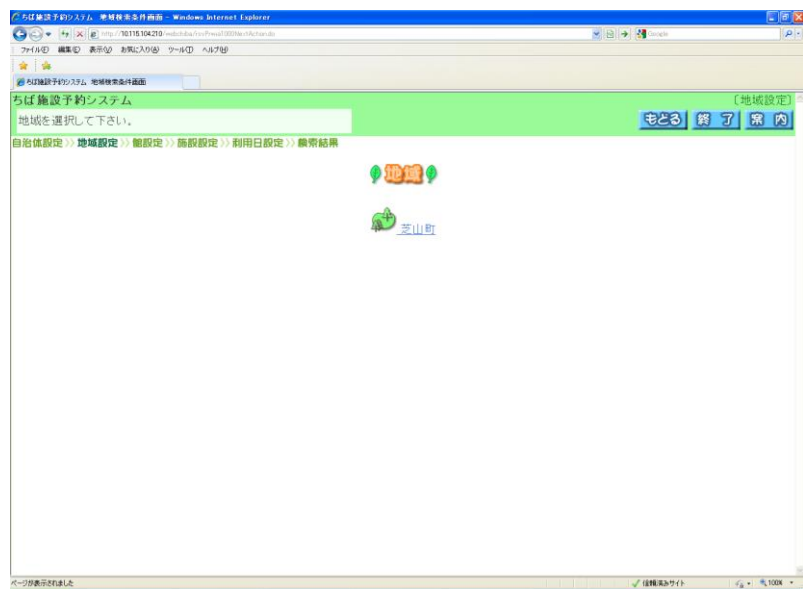 ちば施設予約システム 地域検索条件画面 - Windows Internet Explorer
http://10.115.104.210/webchiba/
Google
ファイル(F) 編集(E) 表示(V) お気に入り(A) ツール(T) ヘルプ(H)
ちば施設予約システム 地域検索条件画面
ちば施設予約システム
[地域設定]
地域を選択して下さい。
もどる 終了 案内
自治体設定>>地域設定>>館設定>>施設設定>>利用日設定>>検索結果
地域
芝山町
ページが表示されました
信頼済みサイト
100%